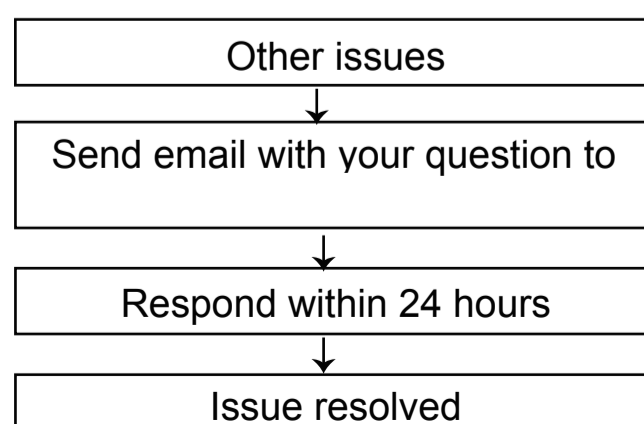 Other issues
Send email with your question to
Respond within 24 hours
Issue resolved